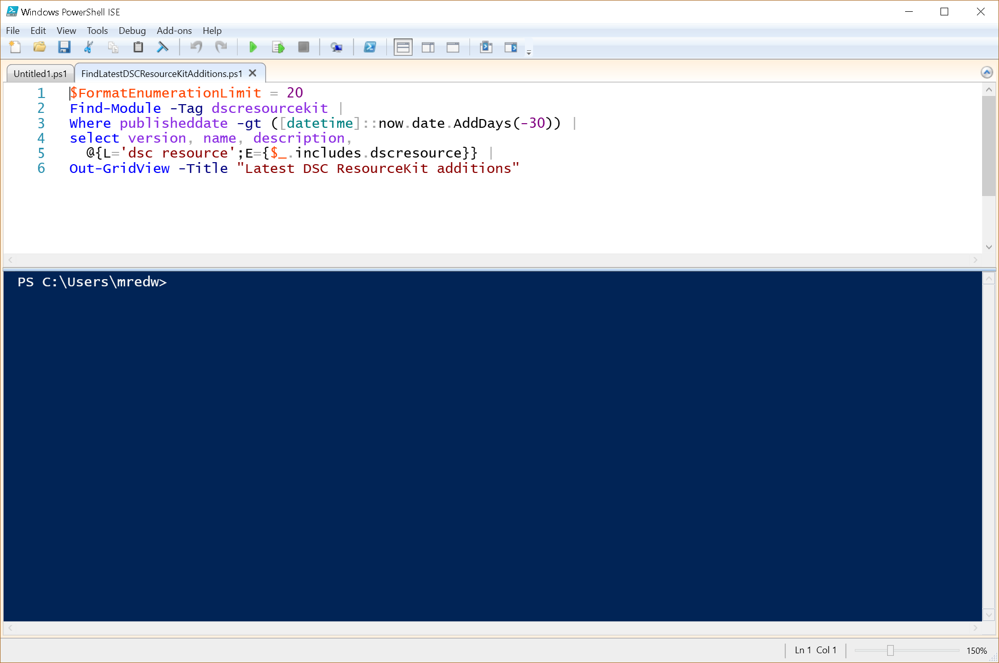 Windows PowerShell ISE
File Edit View Tools Debug Add-ons Help
Untitled1.ps1 FindLatestDSCResourceKitAdditions.ps1
1 $FormatEnumerationLimit = 20
2 Find-Module -Tag dscresourcekit |
3 Where publisheddate -gt ([datetime]::now.date.AddDays(-30)) |
4 select version, name, description,
5   @{L='dsc resource';E={$_.includes.dscresource}} |
6 Out-GridView -Title "Latest DSC ResourceKit additions"
PS C:\Users\mredw>
Ln 1 Col 1 150%